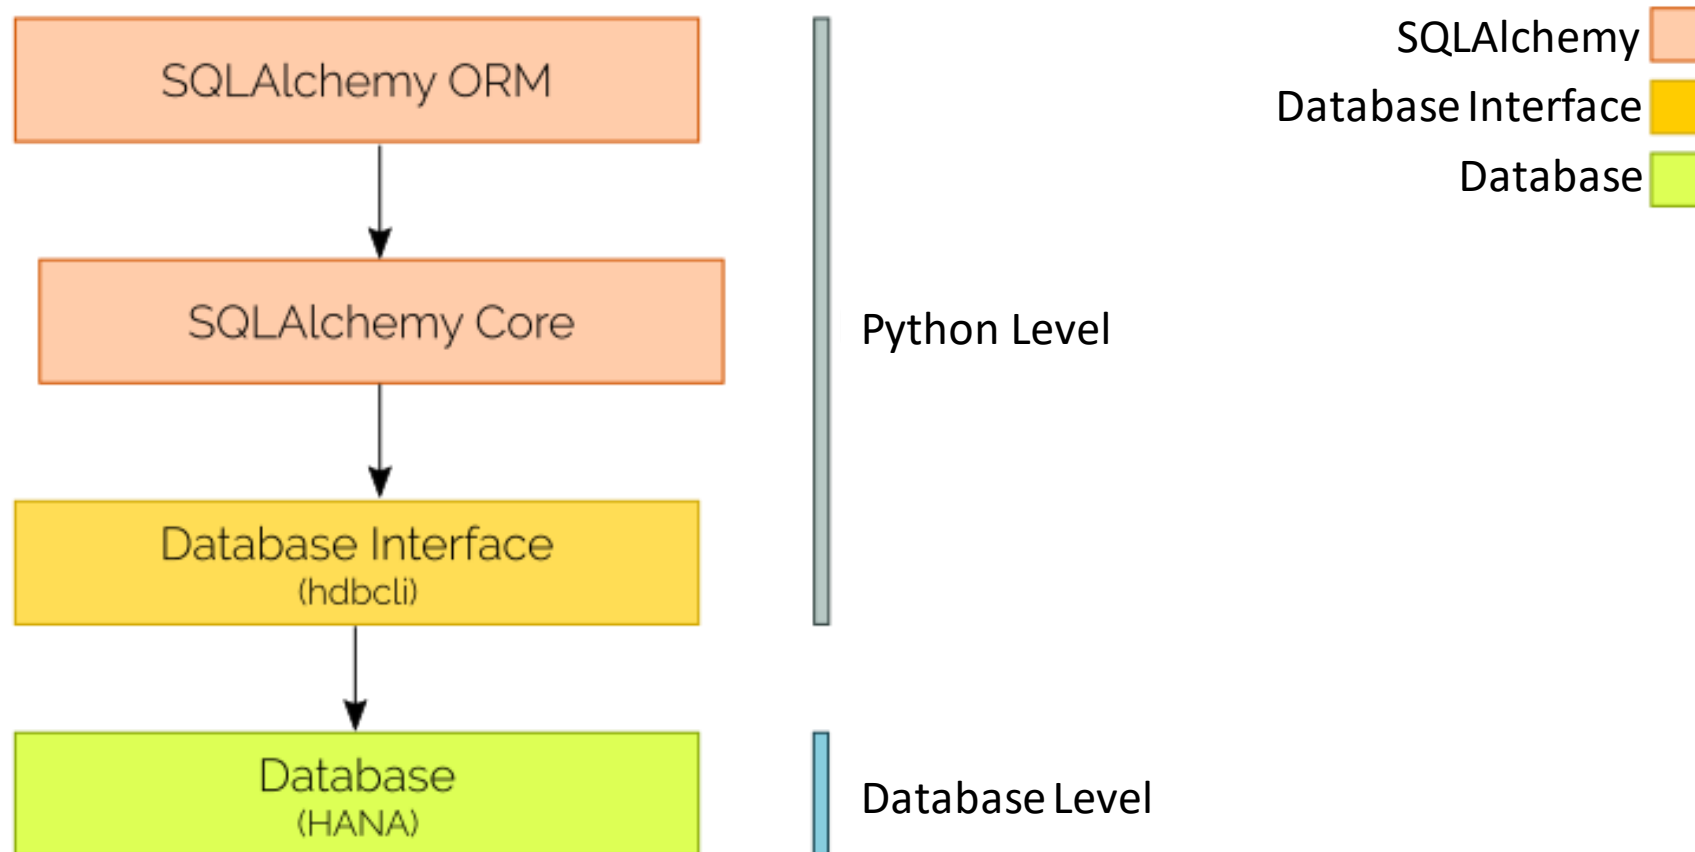 SQLAlchemy ORM
SQLAlchemy Core
Database Interface
(hdbcli)
Database
(HANA)
Python Level
Database Level
SQLAlchemy
Database Interface
Database